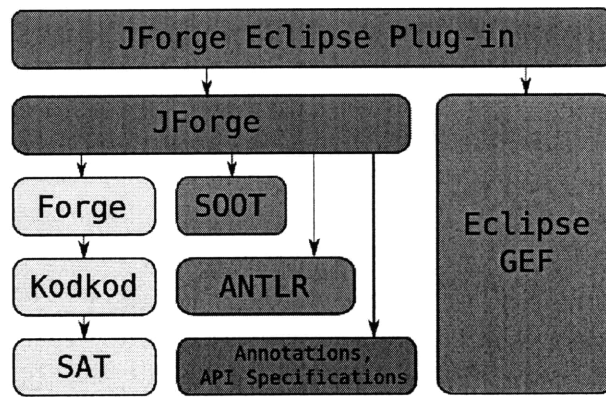 JForge Eclipse Plug-in
JForge
Forge
SOOT
Eclipse
GEF
Kodkod
ANTLR
SAT
Annotations,
API Specifications